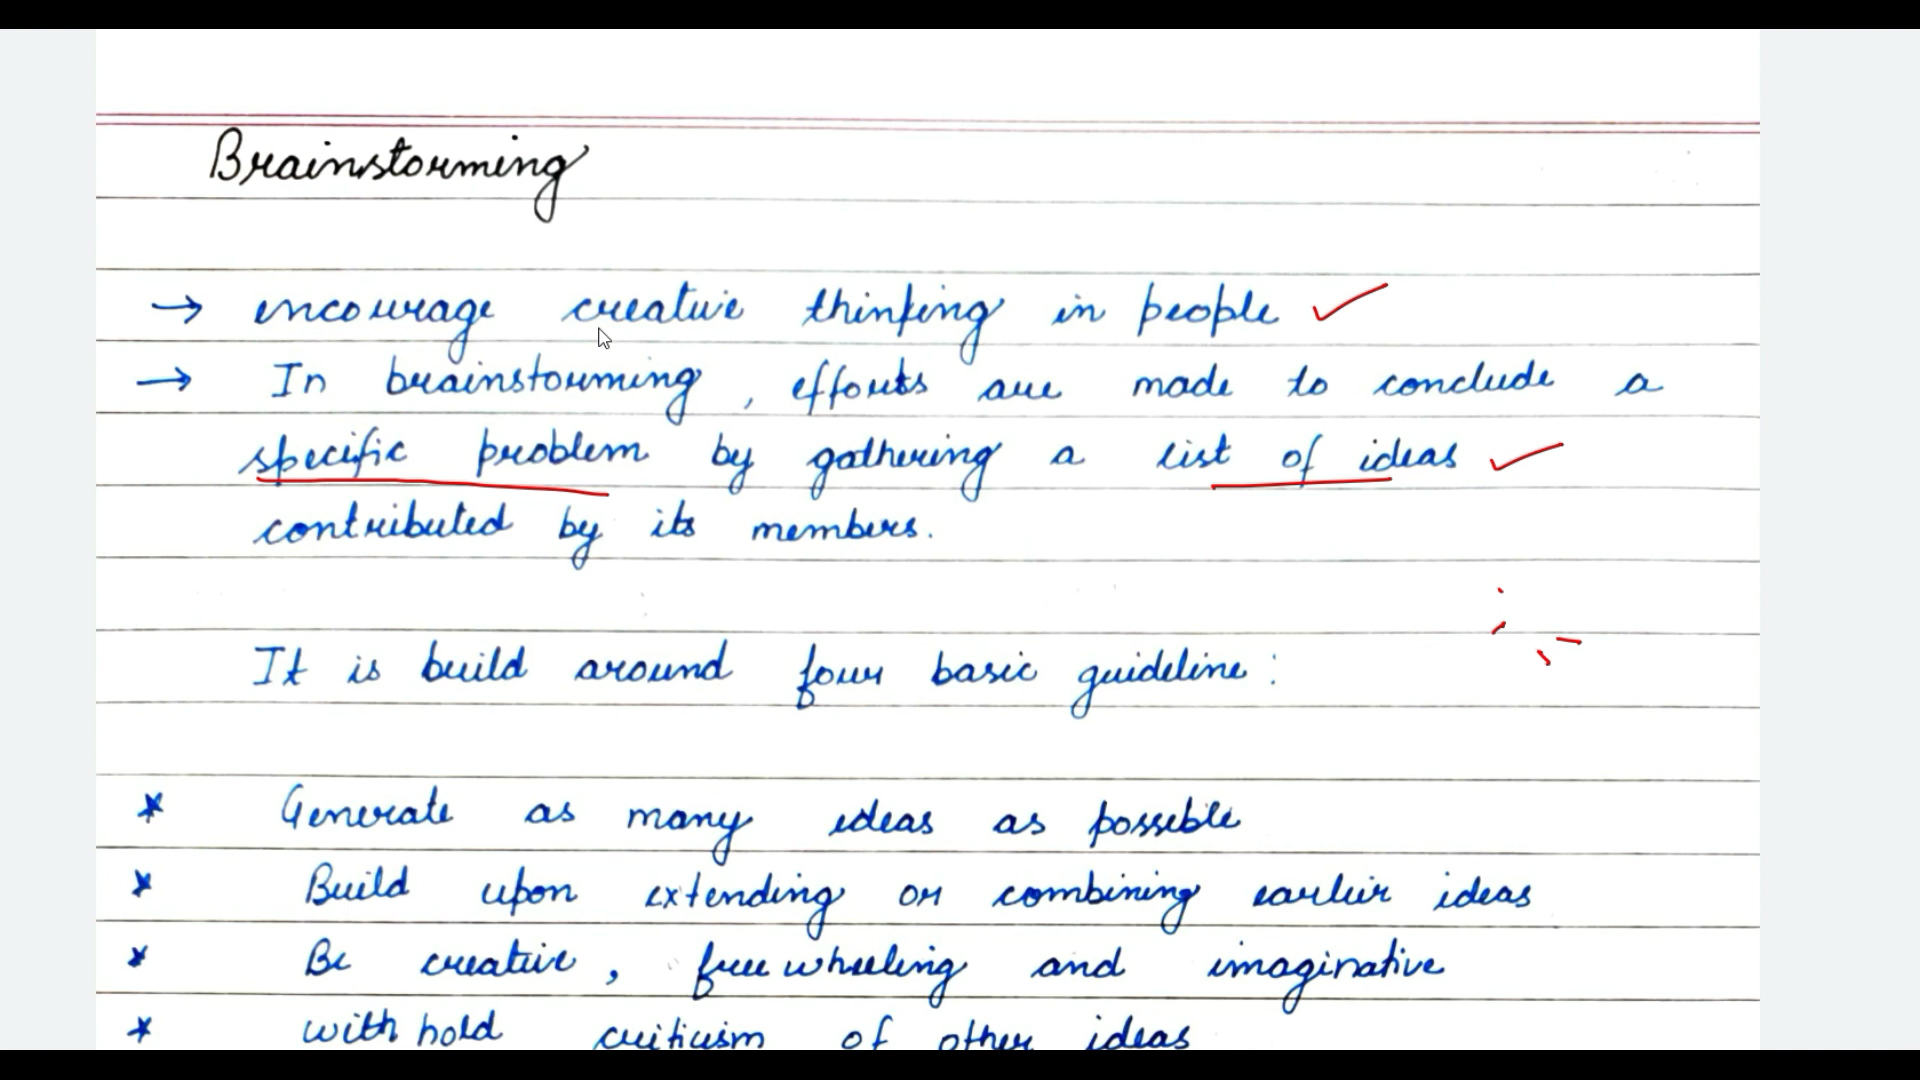 Brainstorming
→ encourage creative thinking in people ✓
→ In brainstorming, efforts are made to conclude a
specific problem by gathering a list of ideas ✓
contributed by its members.
It is build around four basic guideline :
* Generate as many ideas as possible
* Build upon extending or combining earlier ideas
* Be creative, free wheeling and imaginative
* with hold criticism of other ideas